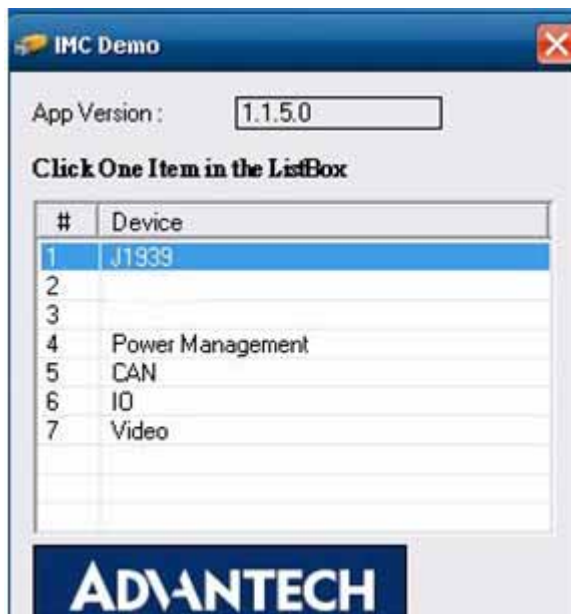 IMC Demo
App Version : 1.1.5.0
Click One Item in the ListBox
# Device
1 J1939
2
3
4 Power Management
5 CAN
6 IO
7 Video
ADVANTECH